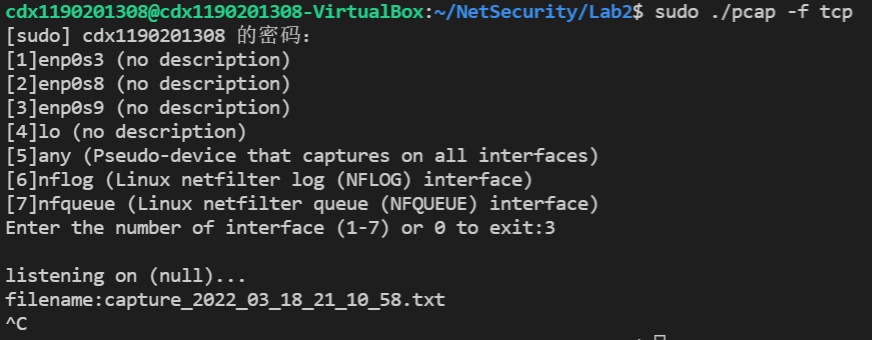 cdx1190201308@cdx1190201308-VirtualBox:~/NetSecurity/Lab2$ sudo ./pcap -f tcp
[sudo] cdx1190201308 的密码：
[1]enp0s3 (no description)
[2]enp0s8 (no description)
[3]enp0s9 (no description)
[4]lo (no description)
[5]any (Pseudo-device that captures on all interfaces)
[6]nflog (Linux netfilter log (NFLOG) interface)
[7]nfqueue (Linux netfilter queue (NFQUEUE) interface)
Enter the number of interface (1-7) or 0 to exit:3
listening on (null)...
filename:capture_2022_03_18_21_10_58.txt
^C